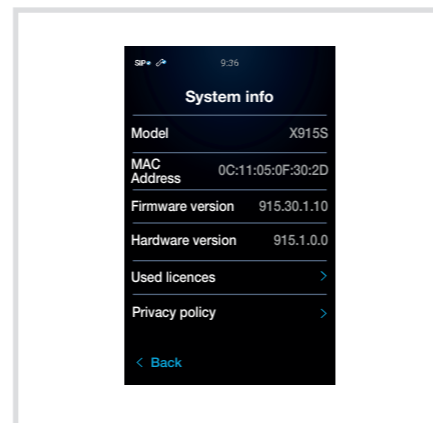 SIP 9:36
System info
Model X915S
MAC
Address 0C:11:05:0F:30:2D
Firmware version 915.30.1.10
Hardware version 915.1.0.0
Used licences >
Privacy policy >
< Back